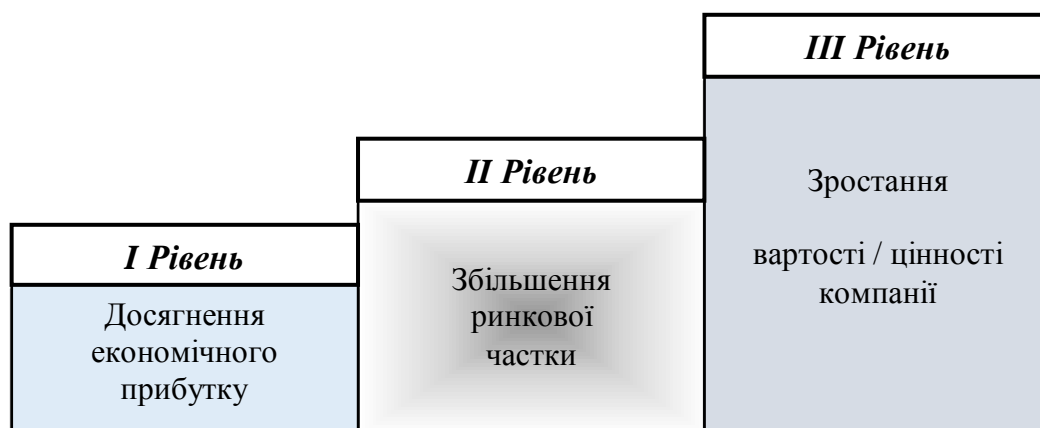 I Рівень
Досягнення
економічного
прибутку
II Рівень
Збільшення
ринкової
частки
III Рівень
Зростання
вартості / цінності
компанії